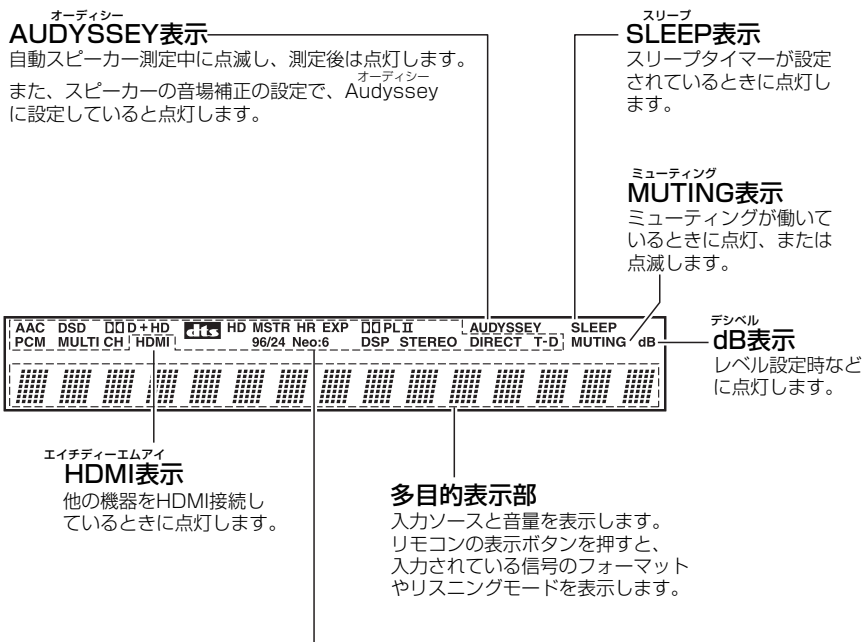 オーディシー
AUDYSSEY表示
自動スピーカー測定中に点滅し、測定後は点灯します。
オーディシー
また、スピーカーの音場補正の設定で、Audyssey
に設定していると点灯します。
スリープ
SLEEP表示
スリープタイマーが設定
されているときに点灯し
ます。
ミューティング
MUTING表示
ミューティングが働いて
いるときに点灯、または
点滅します。
AAC DSD DD D+HD dts HD MSTR HR EXP DD PL II AUDYSSEY SLEEP
PCM MULTI CH HDMI 96/24 Neo:6 DSP STEREO DIRECT T-D MUTING dB
デシベル
dB表示
レベル設定時など
に点灯します。
エイチディーエムアイ
HDMI表示
他の機器をHDMI接続し
ているときに点灯します。
多目的表示部
入力ソースと音量を表示します。
リモコンの表示ボタンを押すと、
入力されている信号のフォーマット
やリスニングモードを表示します。